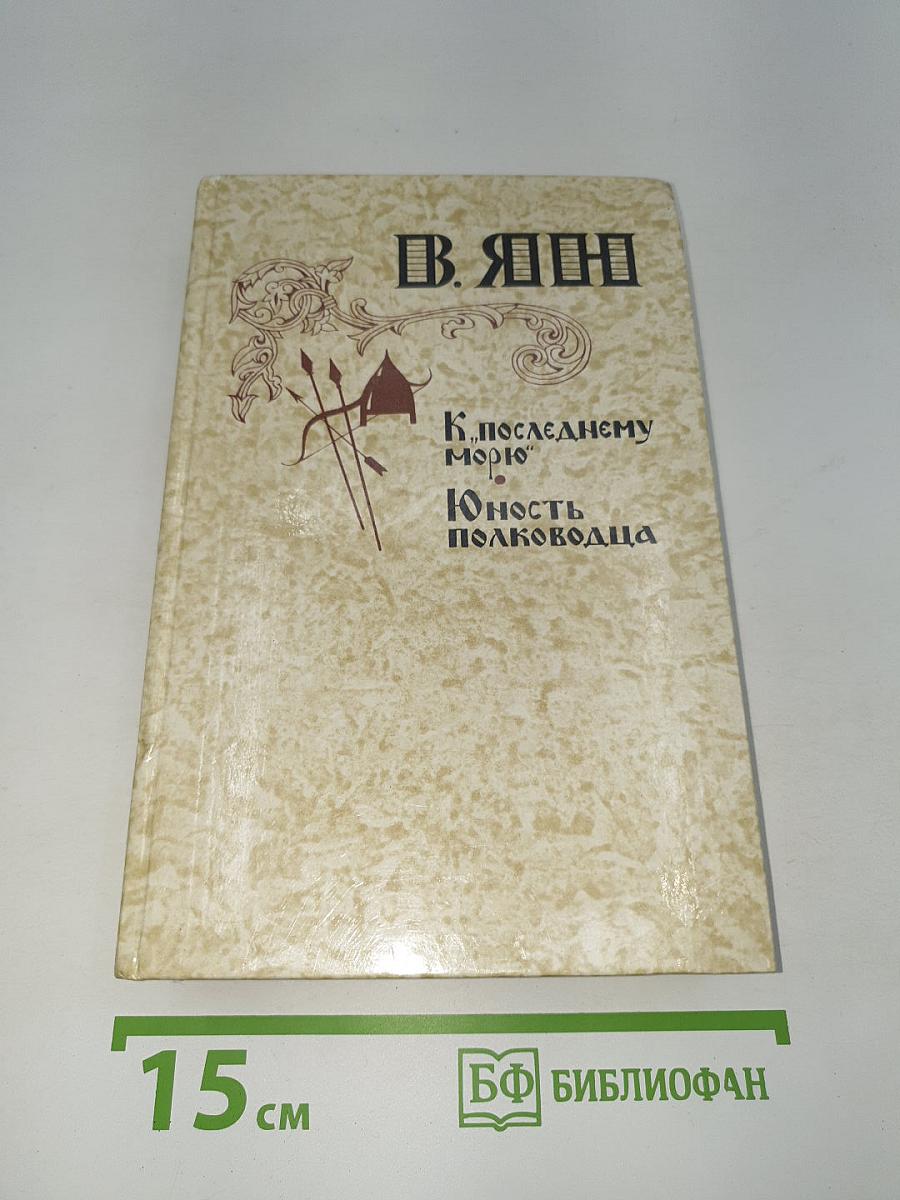 В. ЯН
К „последнему
морю“
Юность
полководца
15 см
БФ БИБЛИОФАН